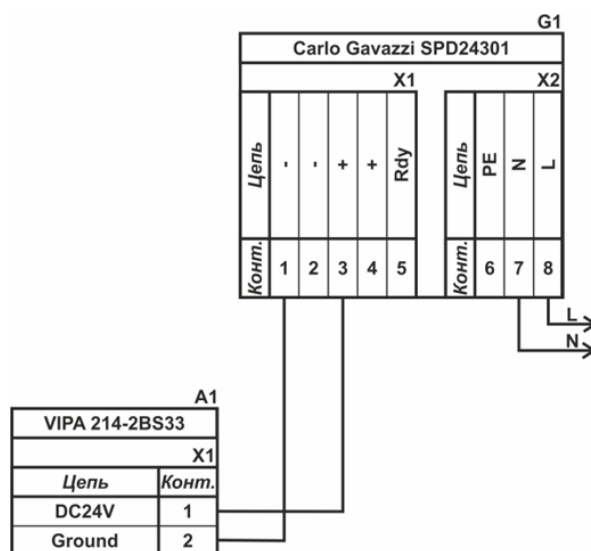 G1
Carlo Gavazzi SPD24301
X1 X2
Цепь - - + + Rdy Цепь PE N L
Конт. 1 2 3 4 5 Конт. 6 7 8
L
N
A1
VIPA 214-2BS33
X1
Цепь Конт.
DC24V 1
Ground 2